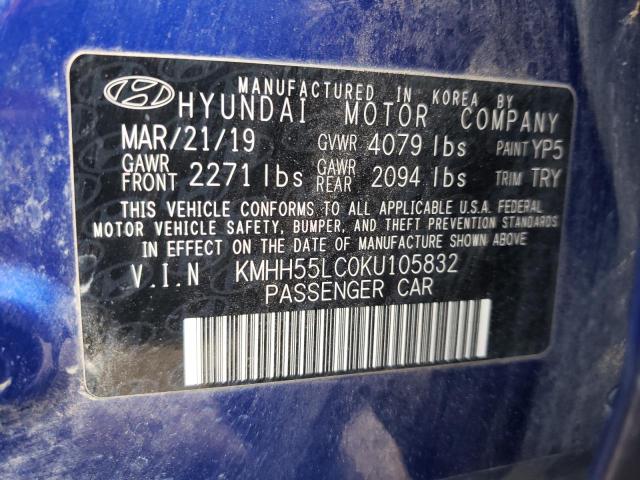 MANUFACTURED IN KOREA BY
HYUNDAI MOTOR COMPANY
MAR/21/19 GVWR 4079 lbs PAINT YP5
GAWR FRONT 2271 lbs GAWR REAR 2094 lbs TRIM TRY
THIS VEHICLE CONFORMS TO ALL APPLICABLE U.S.A. FEDERAL
MOTOR VEHICLE SAFETY, BUMPER, AND THEFT PREVENTION STANDARDS
IN EFFECT ON THE DATE OF MANUFACTURE SHOWN ABOVE
V.I.N KMHH55LC0KU105832
PASSENGER CAR